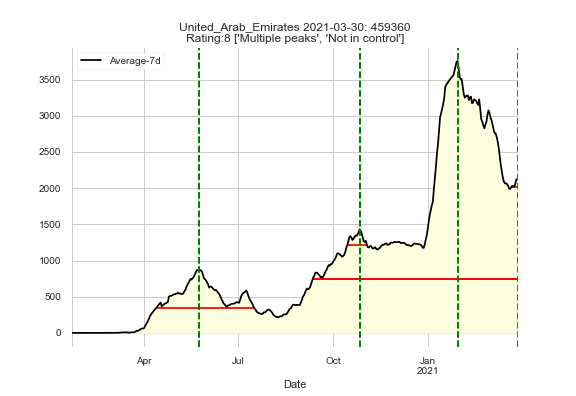 United_Arab_Emirates 2021-03-30: 459360
Rating:8 ['Multiple peaks', 'Not in control']
Average-7d
3500
3000
2500
2000
1500
1000
500
0
Apr
Jul
Oct
Jan
2021
Date